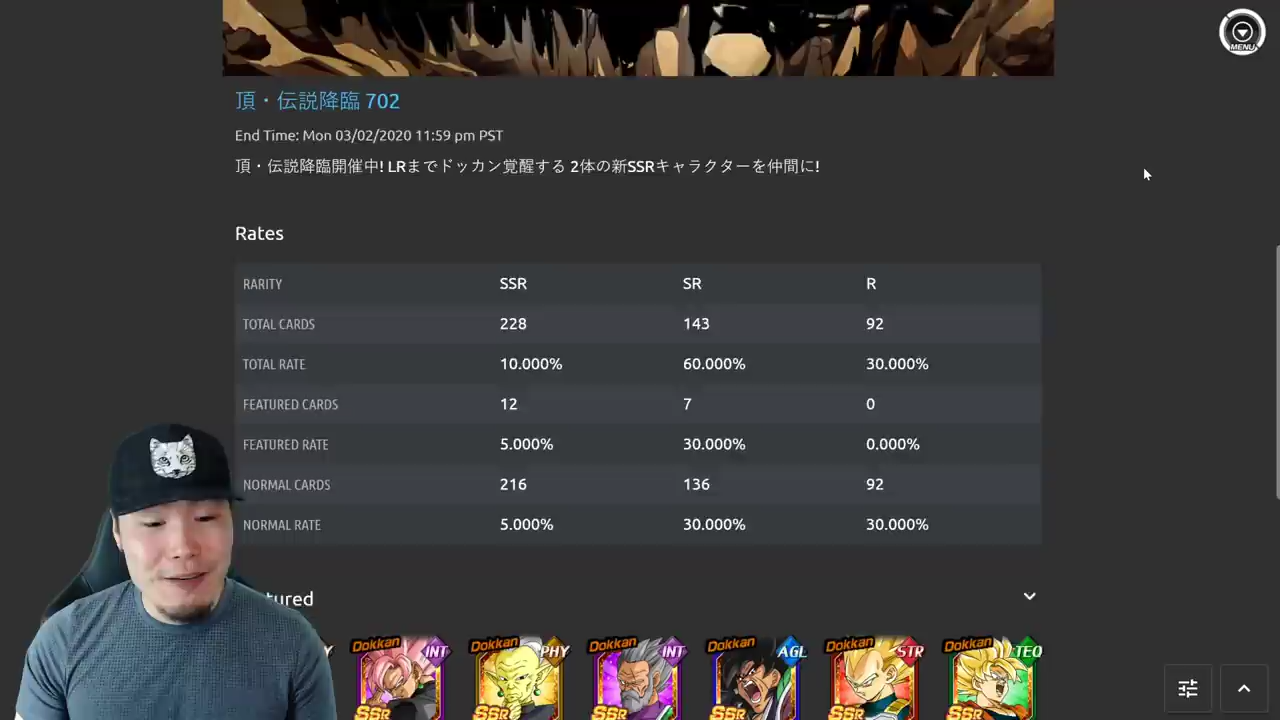 MENU
頂・伝説降臨 702
End Time: Mon 03/02/2020 11:59 pm PST
頂・伝説降臨開催中! LRまでドッカン覚醒する 2体の新SSRキャラクターを仲間に!
Rates
RARITY SSR SR R
TOTAL CARDS 228 143 92
TOTAL RATE 10.000% 60.000% 30.000%
FEATURED CARDS 12 7 0
FEATURED RATE 5.000% 30.000% 0.000%
NORMAL CARDS 216 136 92
NORMAL RATE 5.000% 30.000% 30.000%
tured
Dokkan INT Dokkan PHY Dokkan INT Dokkan AGL Dokkan STR Dokkan TEQ
SSR SSR SSR SSR SSR SSR